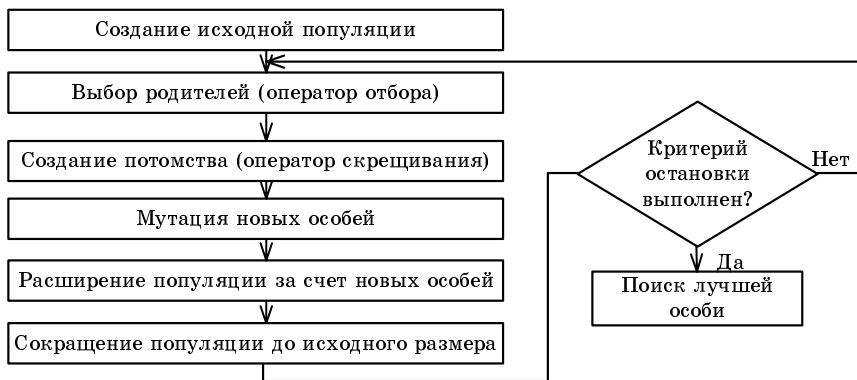 Создание исходной популяции
Выбор родителей (оператор отбора)
Создание потомства (оператор скрещивания)
Мутация новых особей
Расширение популяции за счет новых особей
Сокращение популяции до исходного размера
Критерий
остановки
выполнен?
Нет
Да
Поиск лучшей
особи